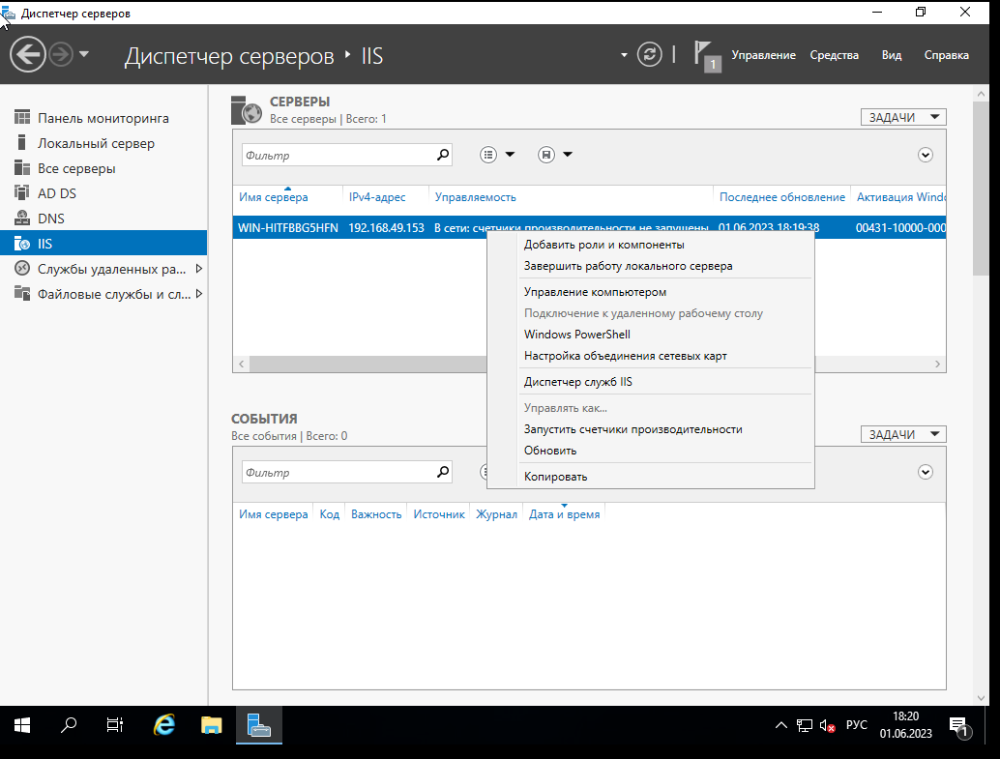 Диспетчер серверов
Диспетчер серверов IIS
1
Управление Средства Вид Справка
Панель мониторинга
Локальный сервер
Все серверы
AD DS
DNS
IIS
Службы удаленных ра...
Файловые службы и сл...
СЕРВЕРЫ
Все серверы | Всего: 1
ЗАДАЧИ
Фильтр
Имя сервера IPv4-адрес Управляемость Последнее обновление Активация Windo
WIN-HITFBBG5HFN 192.168.49.153 В сети: счетчики производительности не запущены 01.06.2023 18:19:38 00431-10000-000
Добавить роли и компоненты
Завершить работу локального сервера
Управление компьютером
Подключение к удаленному рабочему столу
Windows PowerShell
Настройка объединения сетевых карт
Диспетчер служб IIS
Управлять как...
Запустить счетчики производительности
Обновить
Копировать
СОБЫТИЯ
Все события | Всего: 0
ЗАДАЧИ
Фильтр
Имя сервера Код Важность Источник Журнал Дата и время
РУС
18:20
01.06.2023
1